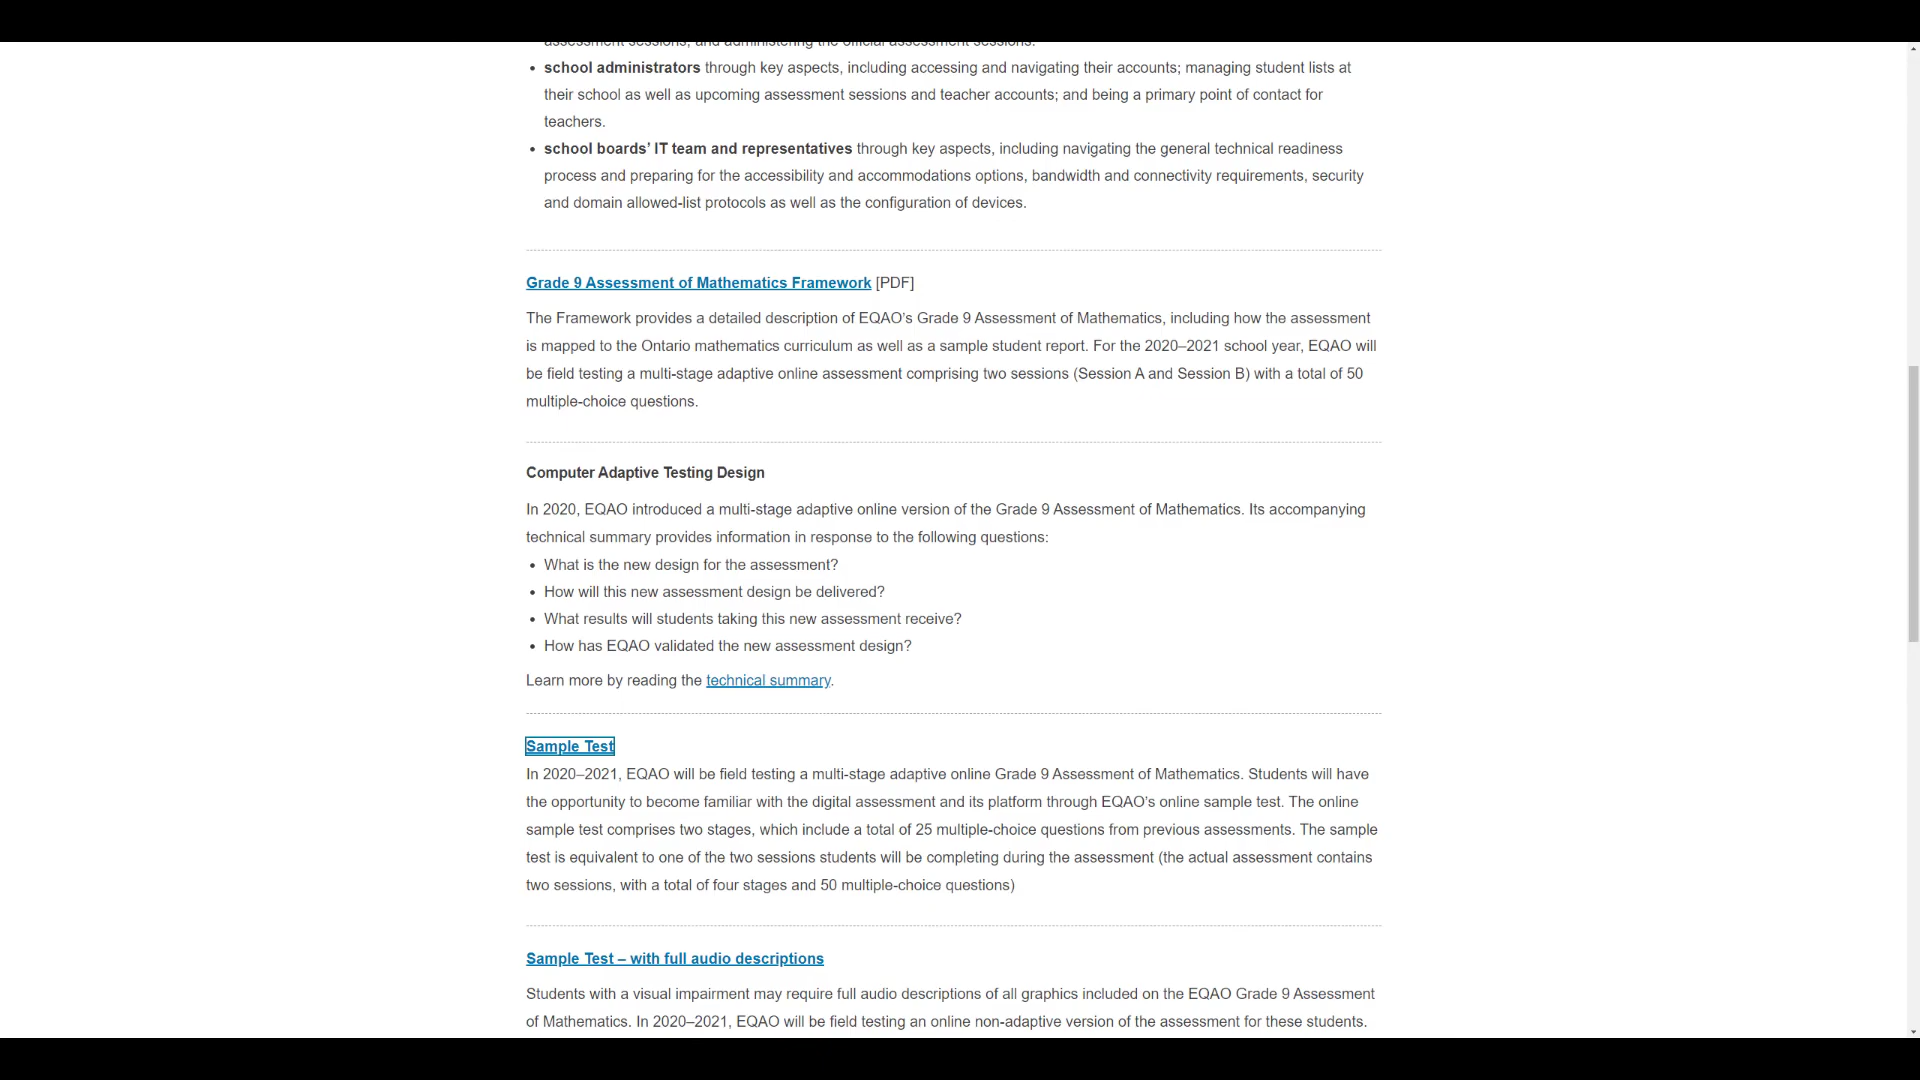 assessment sessions; and administering the official assessment sessions.
• school administrators through key aspects, including accessing and navigating their accounts; managing student lists at
their school as well as upcoming assessment sessions and teacher accounts; and being a primary point of contact for
teachers.
• school boards’ IT team and representatives through key aspects, including navigating the general technical readiness
process and preparing for the accessibility and accommodations options, bandwidth and connectivity requirements, security
and domain allowed-list protocols as well as the configuration of devices.
Grade 9 Assessment of Mathematics Framework [PDF]
The Framework provides a detailed description of EQAO’s Grade 9 Assessment of Mathematics, including how the assessment
is mapped to the Ontario mathematics curriculum as well as a sample student report. For the 2020–2021 school year, EQAO will
be field testing a multi-stage adaptive online assessment comprising two sessions (Session A and Session B) with a total of 50
multiple-choice questions.
Computer Adaptive Testing Design
In 2020, EQAO introduced a multi-stage adaptive online version of the Grade 9 Assessment of Mathematics. Its accompanying
technical summary provides information in response to the following questions:
• What is the new design for the assessment?
• How will this new assessment design be delivered?
• What results will students taking this new assessment receive?
• How has EQAO validated the new assessment design?
Learn more by reading the technical summary.
Sample Test
In 2020–2021, EQAO will be field testing a multi-stage adaptive online Grade 9 Assessment of Mathematics. Students will have
the opportunity to become familiar with the digital assessment and its platform through EQAO’s online sample test. The online
sample test comprises two stages, which include a total of 25 multiple-choice questions from previous assessments. The sample
test is equivalent to one of the two sessions students will be completing during the assessment (the actual assessment contains
two sessions, with a total of four stages and 50 multiple-choice questions)
Sample Test – with full audio descriptions
Students with a visual impairment may require full audio descriptions of all graphics included on the EQAO Grade 9 Assessment
of Mathematics. In 2020–2021, EQAO will be field testing an online non-adaptive version of the assessment for these students.